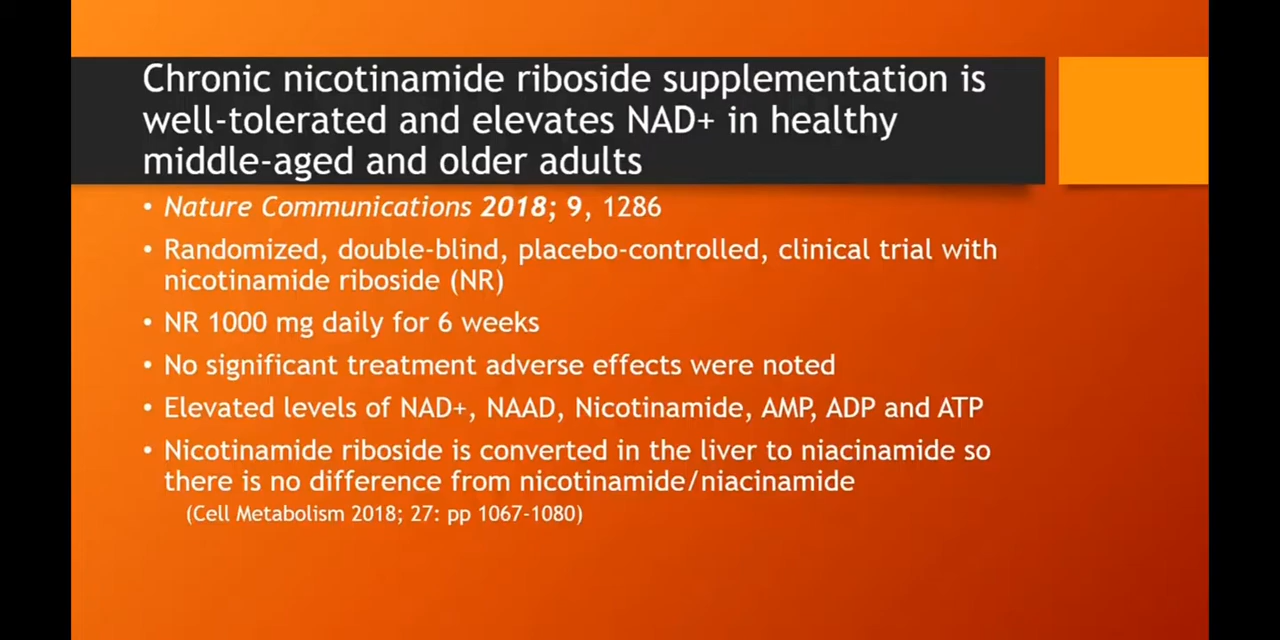 Chronic nicotinamide riboside supplementation is
well-tolerated and elevates NAD+ in healthy
middle-aged and older adults
• Nature Communications 2018; 9, 1286
• Randomized, double-blind, placebo-controlled, clinical trial with
nicotinamide riboside (NR)
• NR 1000 mg daily for 6 weeks
• No significant treatment adverse effects were noted
• Elevated levels of NAD+, NAAD, Nicotinamide, AMP, ADP and ATP
• Nicotinamide riboside is converted in the liver to niacinamide so
there is no difference from nicotinamide/niacinamide
(Cell Metabolism 2018; 27: pp 1067-1080)